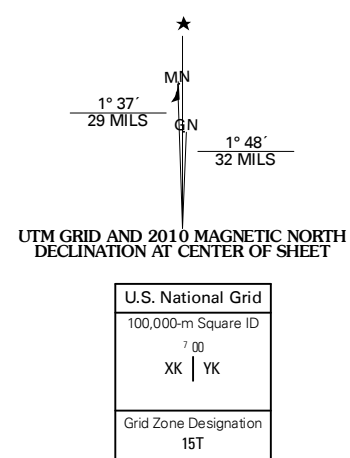 MN
1° 37´
29 MILS
GN
1° 48´
32 MILS
UTM GRID AND 2010 MAGNETIC NORTH
DECLINATION AT CENTER OF SHEET
U.S. National Grid
100,000-m Square ID
7 00
XK YK
Grid Zone Designation
15T